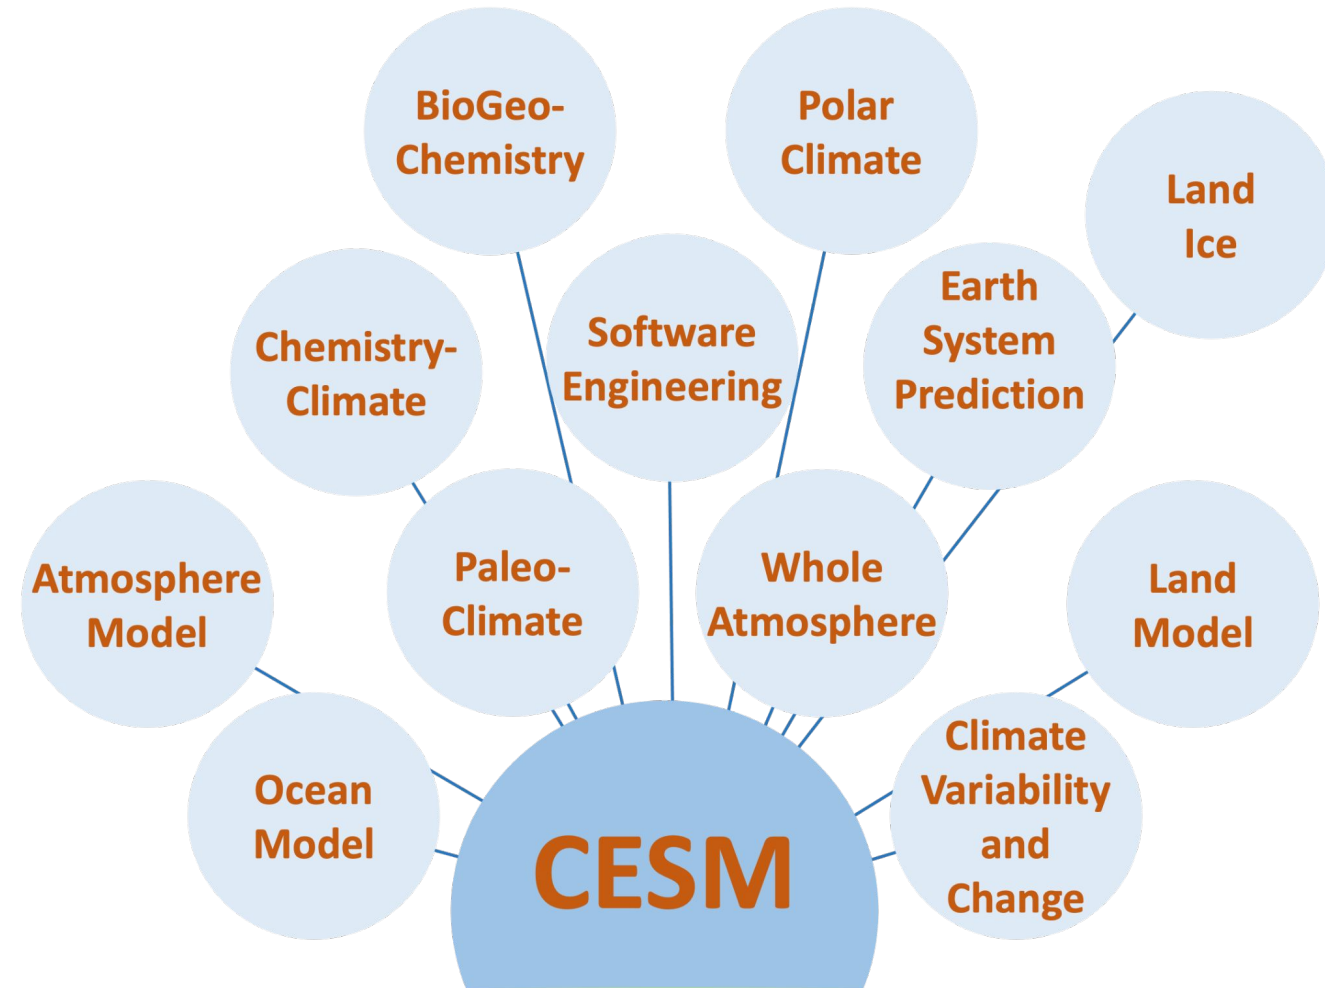 BioGeo-
Chemistry
Polar
Climate
Land
Ice
Chemistry-
Climate
Software
Engineering
Earth
System
Prediction
Atmosphere
Model
Paleo-
Climate
Whole
Atmosphere
Land
Model
Ocean
Model
Climate
Variability
and
Change
CESM